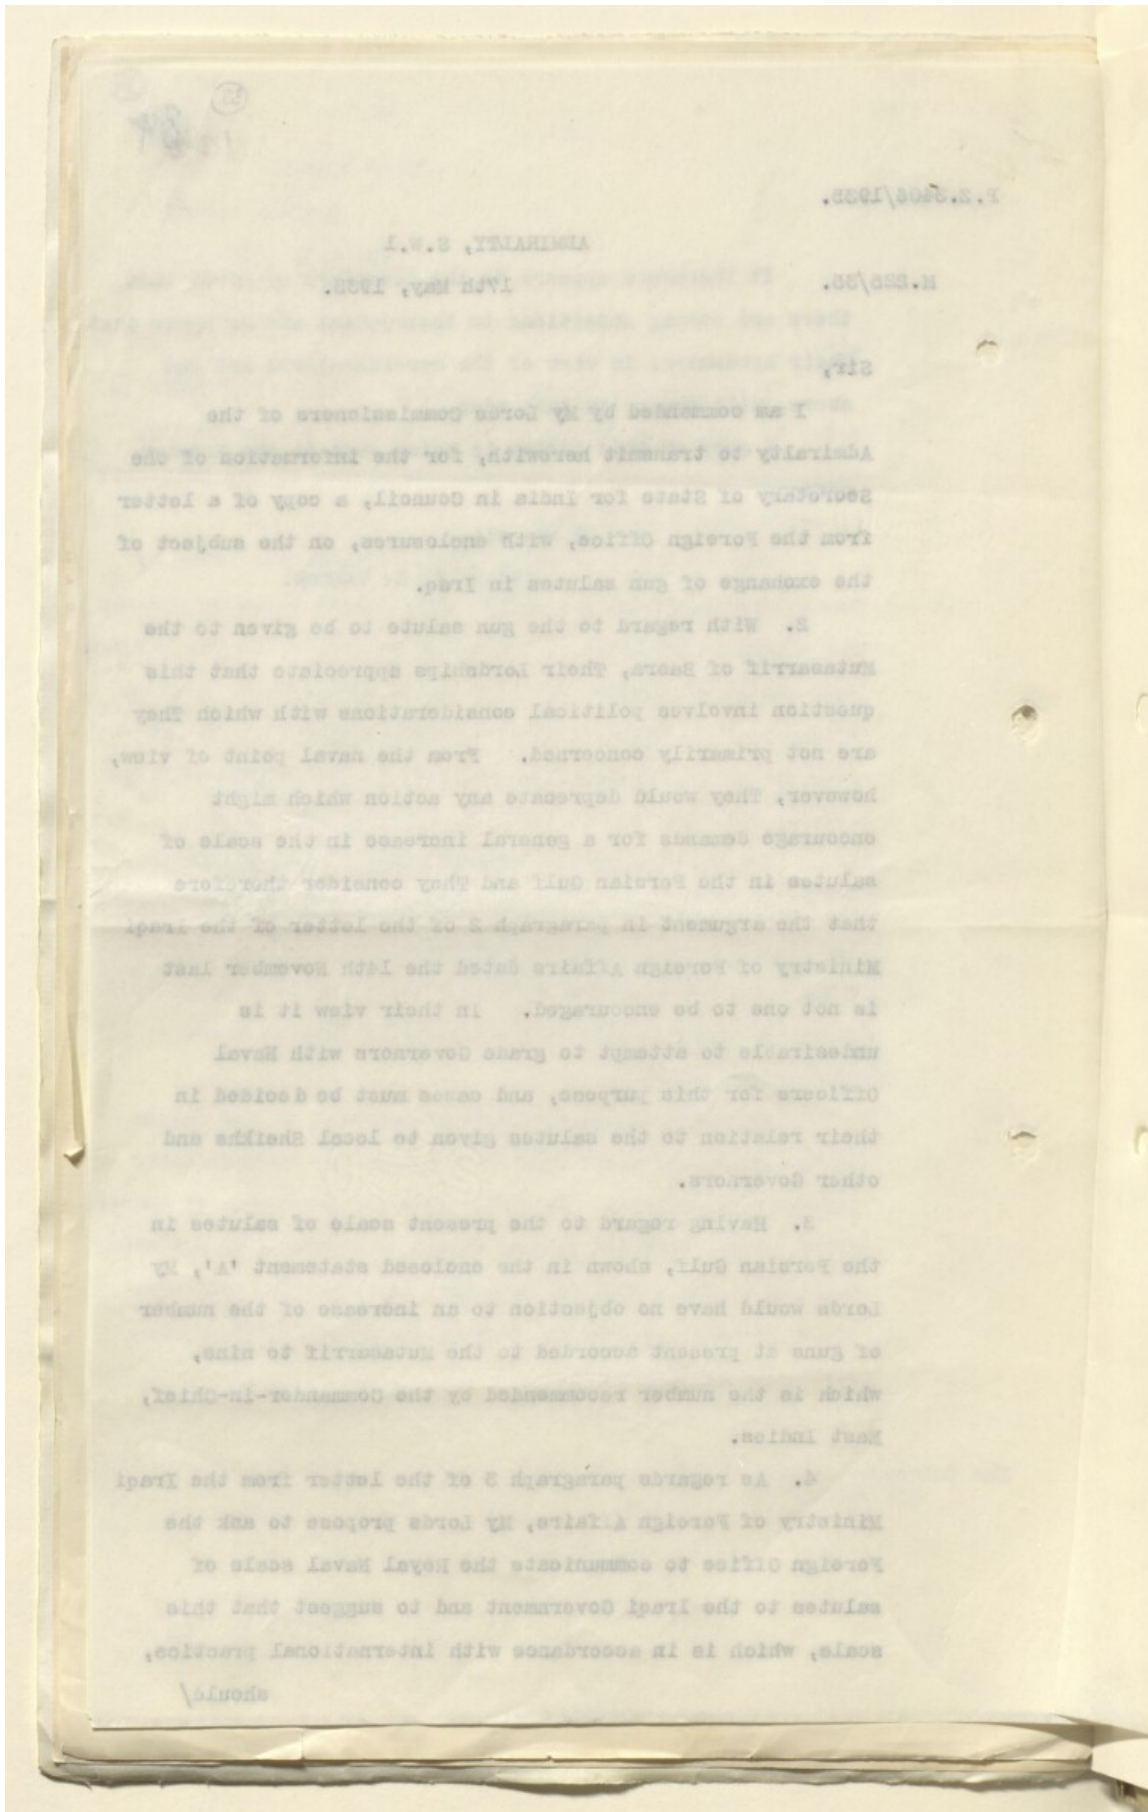 P.Z.3406/1935.
ADMIRALTY, S.W.1
M.225/35. 17th May, 1935.
Sir,
I am commanded by My Lords Commissioners of the
Admiralty to transmit herewith, for the information of the
Secretary of State for India in Council, a copy of a letter
from the Foreign Office, with enclosures, on the subject of
the exchange of gun salutes in Iraq.
2. With regard to the gun salute to be given to the
Mutasarrif of Basra, Their Lordships appreciate that this
question involves political considerations with which They
are not primarily concerned. From the naval point of view,
however, They would deprecate any action which might
encourage demands for a general increase in the scale of
salutes in the Persian Gulf and They consider therefore
that the argument in paragraph 2 of the letter of the Iraqi
Ministry of Foreign Affairs dated the 14th November last
is not one to be encouraged. In their view it is
undesirable to attempt to grade Governors with Naval
Officers for this purpose, and cases must be decided in
their relation to the salutes given to local Sheikhs and
other Governors.
3. Having regard to the present scale of salutes in
the Persian Gulf, shown in the enclosed statement 'A', My
Lords would have no objection to an increase of the number
of guns at present accorded to the Mutasarrif to nine,
which is the number recommended by the Commander-in-Chief,
East Indies.
4. As regards paragraph 3 of the letter from the Iraqi
Ministry of Foreign Affairs, My Lords propose to ask the
Foreign Office to communicate the Royal Naval scale of
salutes to the Iraqi Government and to suggest that this
scale, which is in accordance with international practice,
should/